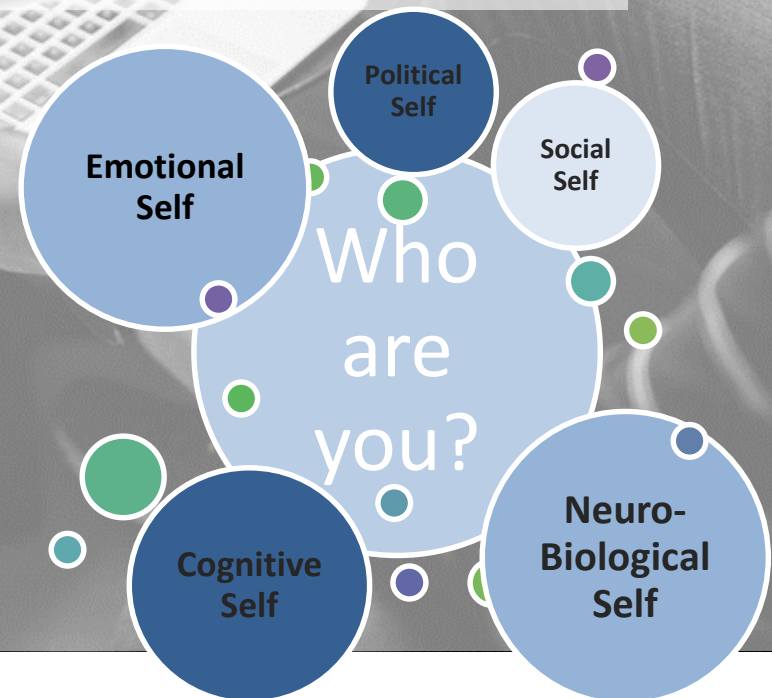 Political
Self
Emotional
Self
Social
Self
Who
are
you?
Cognitive
Self
Neuro-
Biological
Self